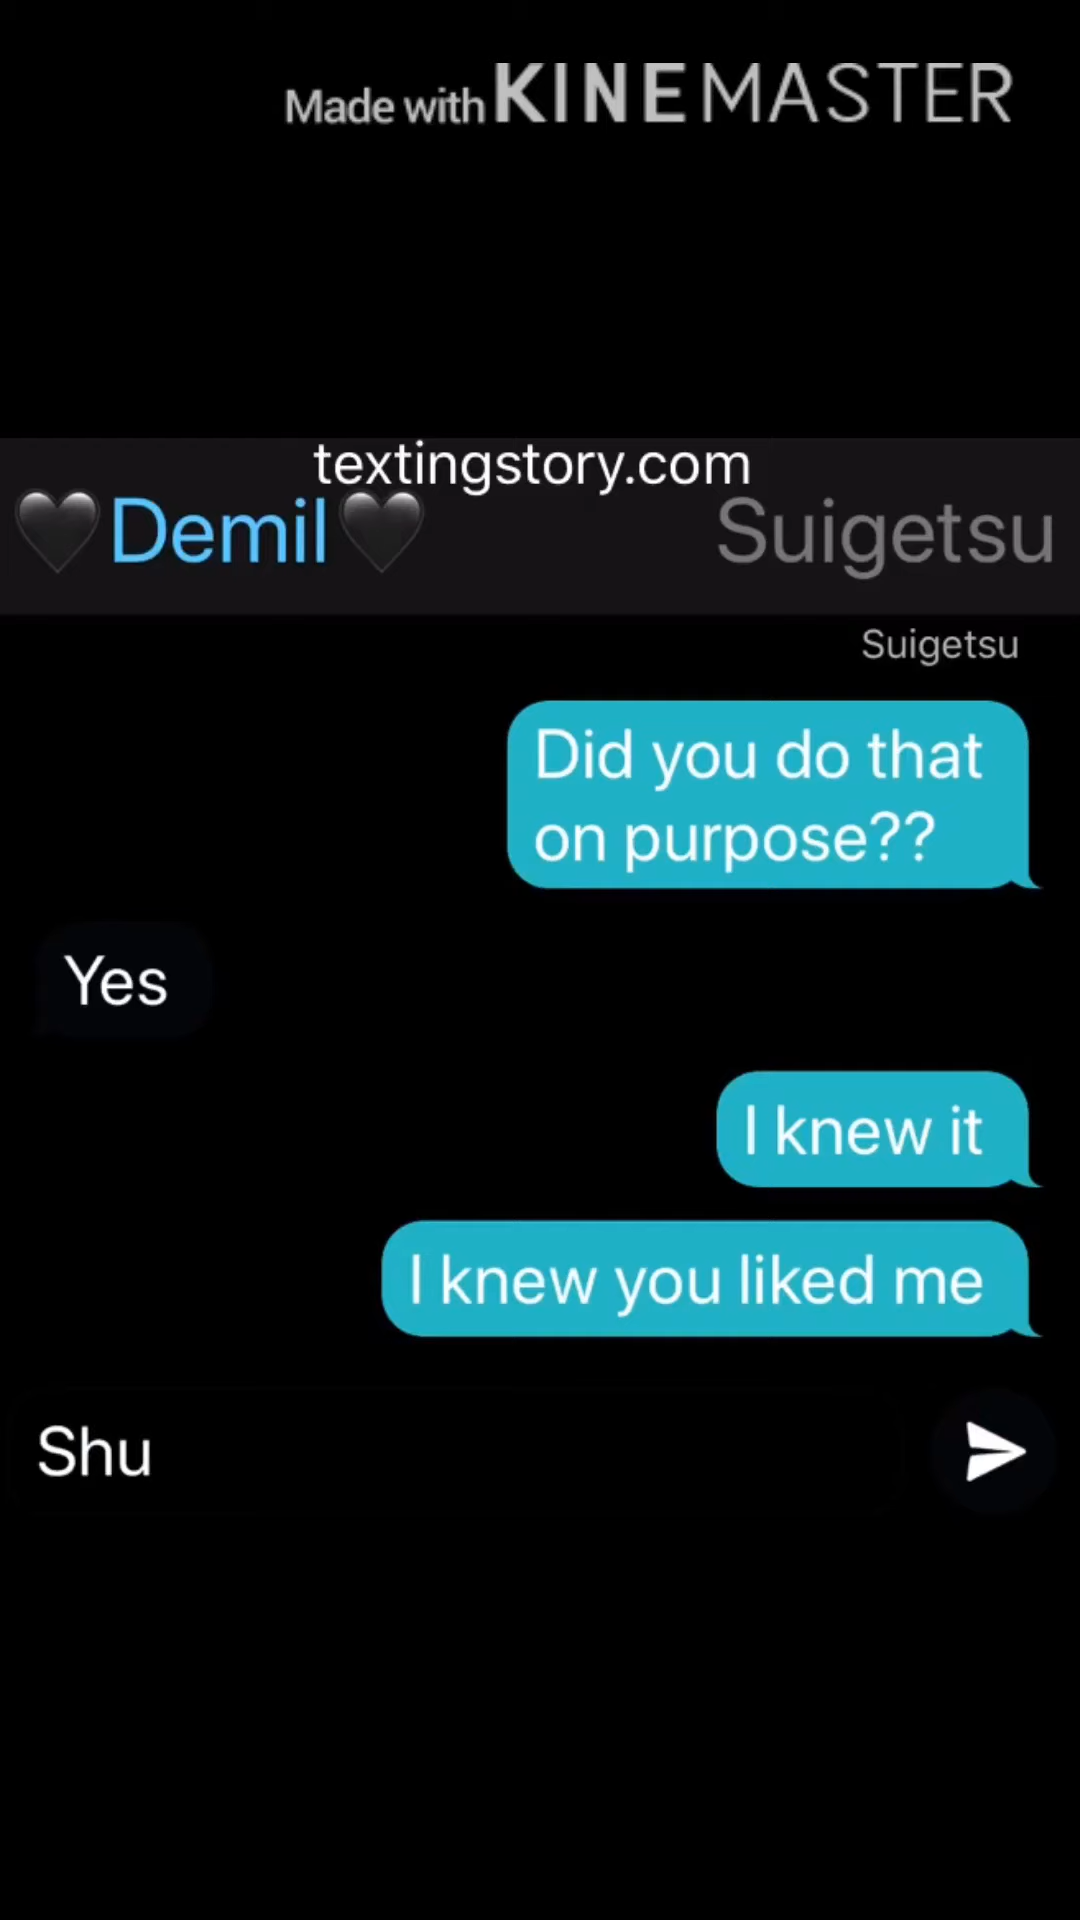 Made with KINEMASTER
textingstory.com
🖤Demil🖤 Suigetsu
Suigetsu
Did you do that
on purpose??
Yes
I knew it
I knew you liked me
Shu